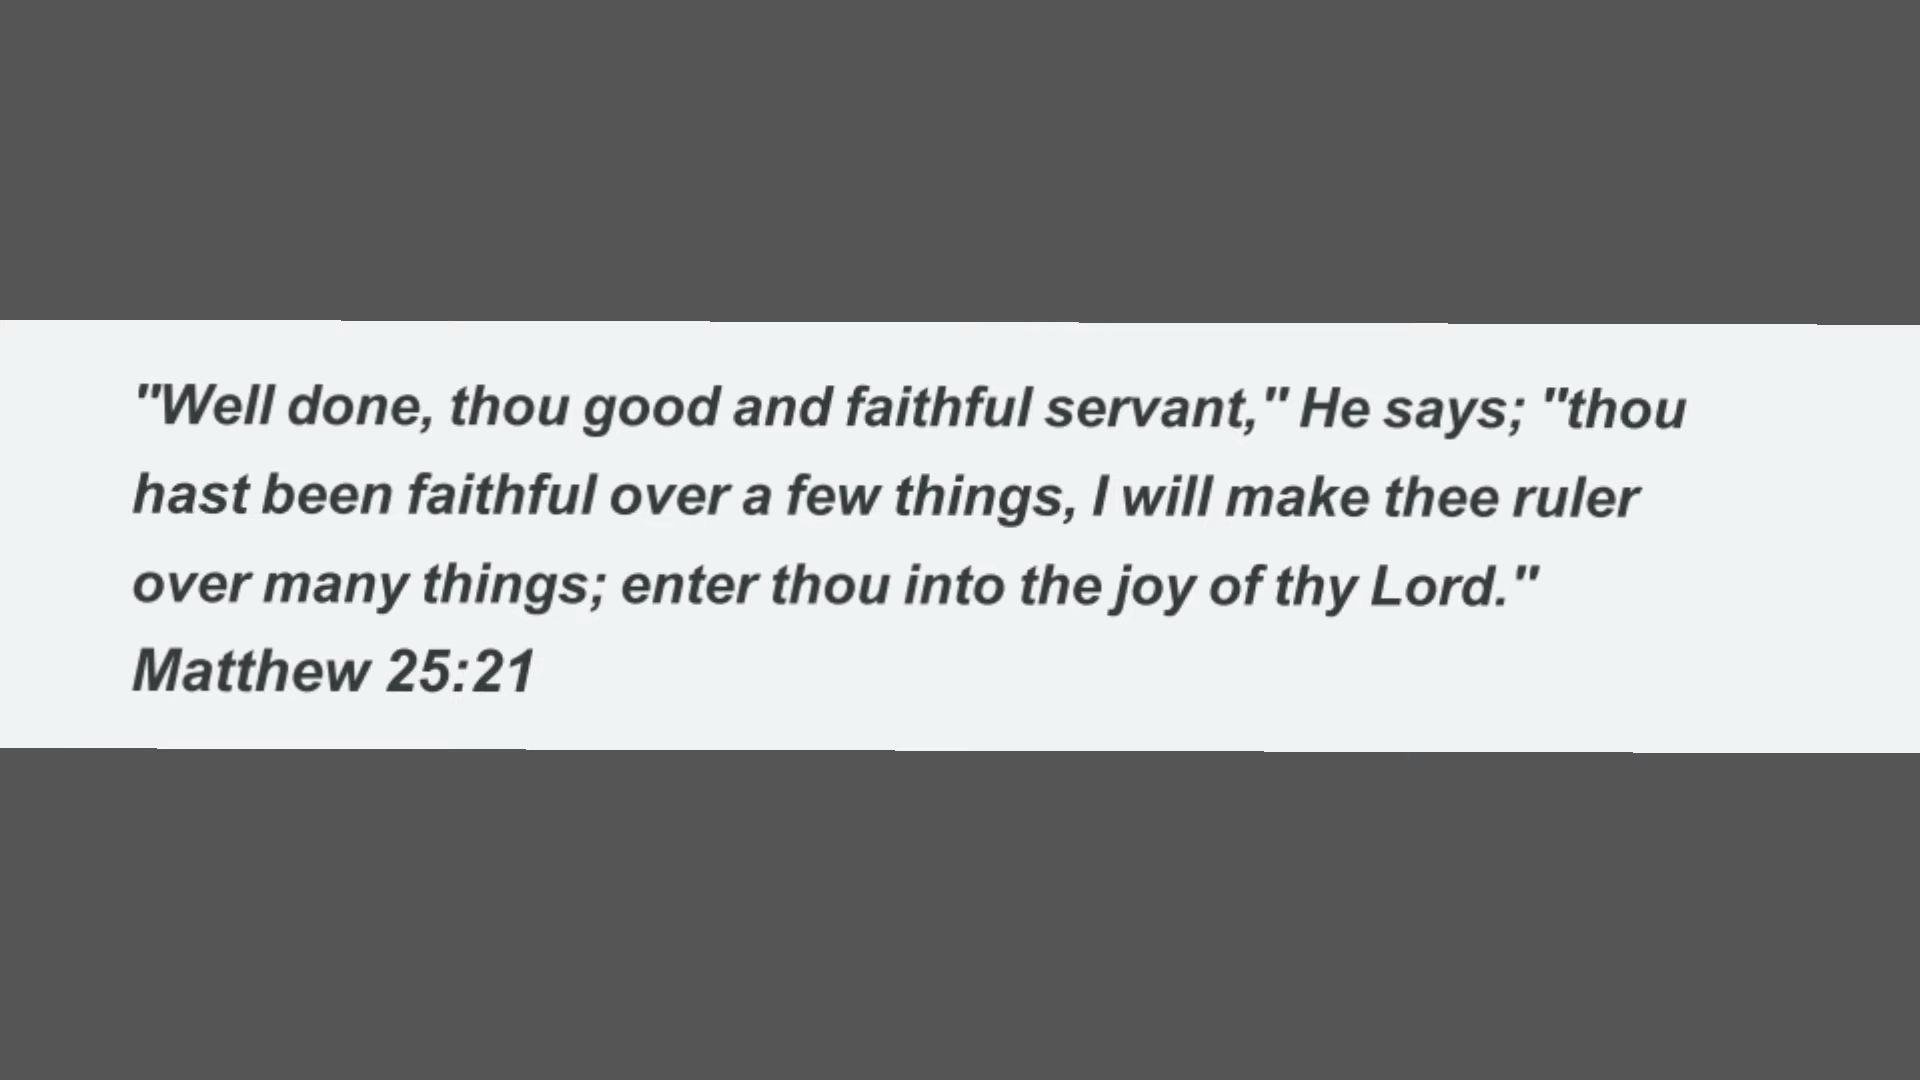 "Well done, thou good and faithful servant," He says; "thou
hast been faithful over a few things, I will make thee ruler
over many things; enter thou into the joy of thy Lord."
Matthew 25:21